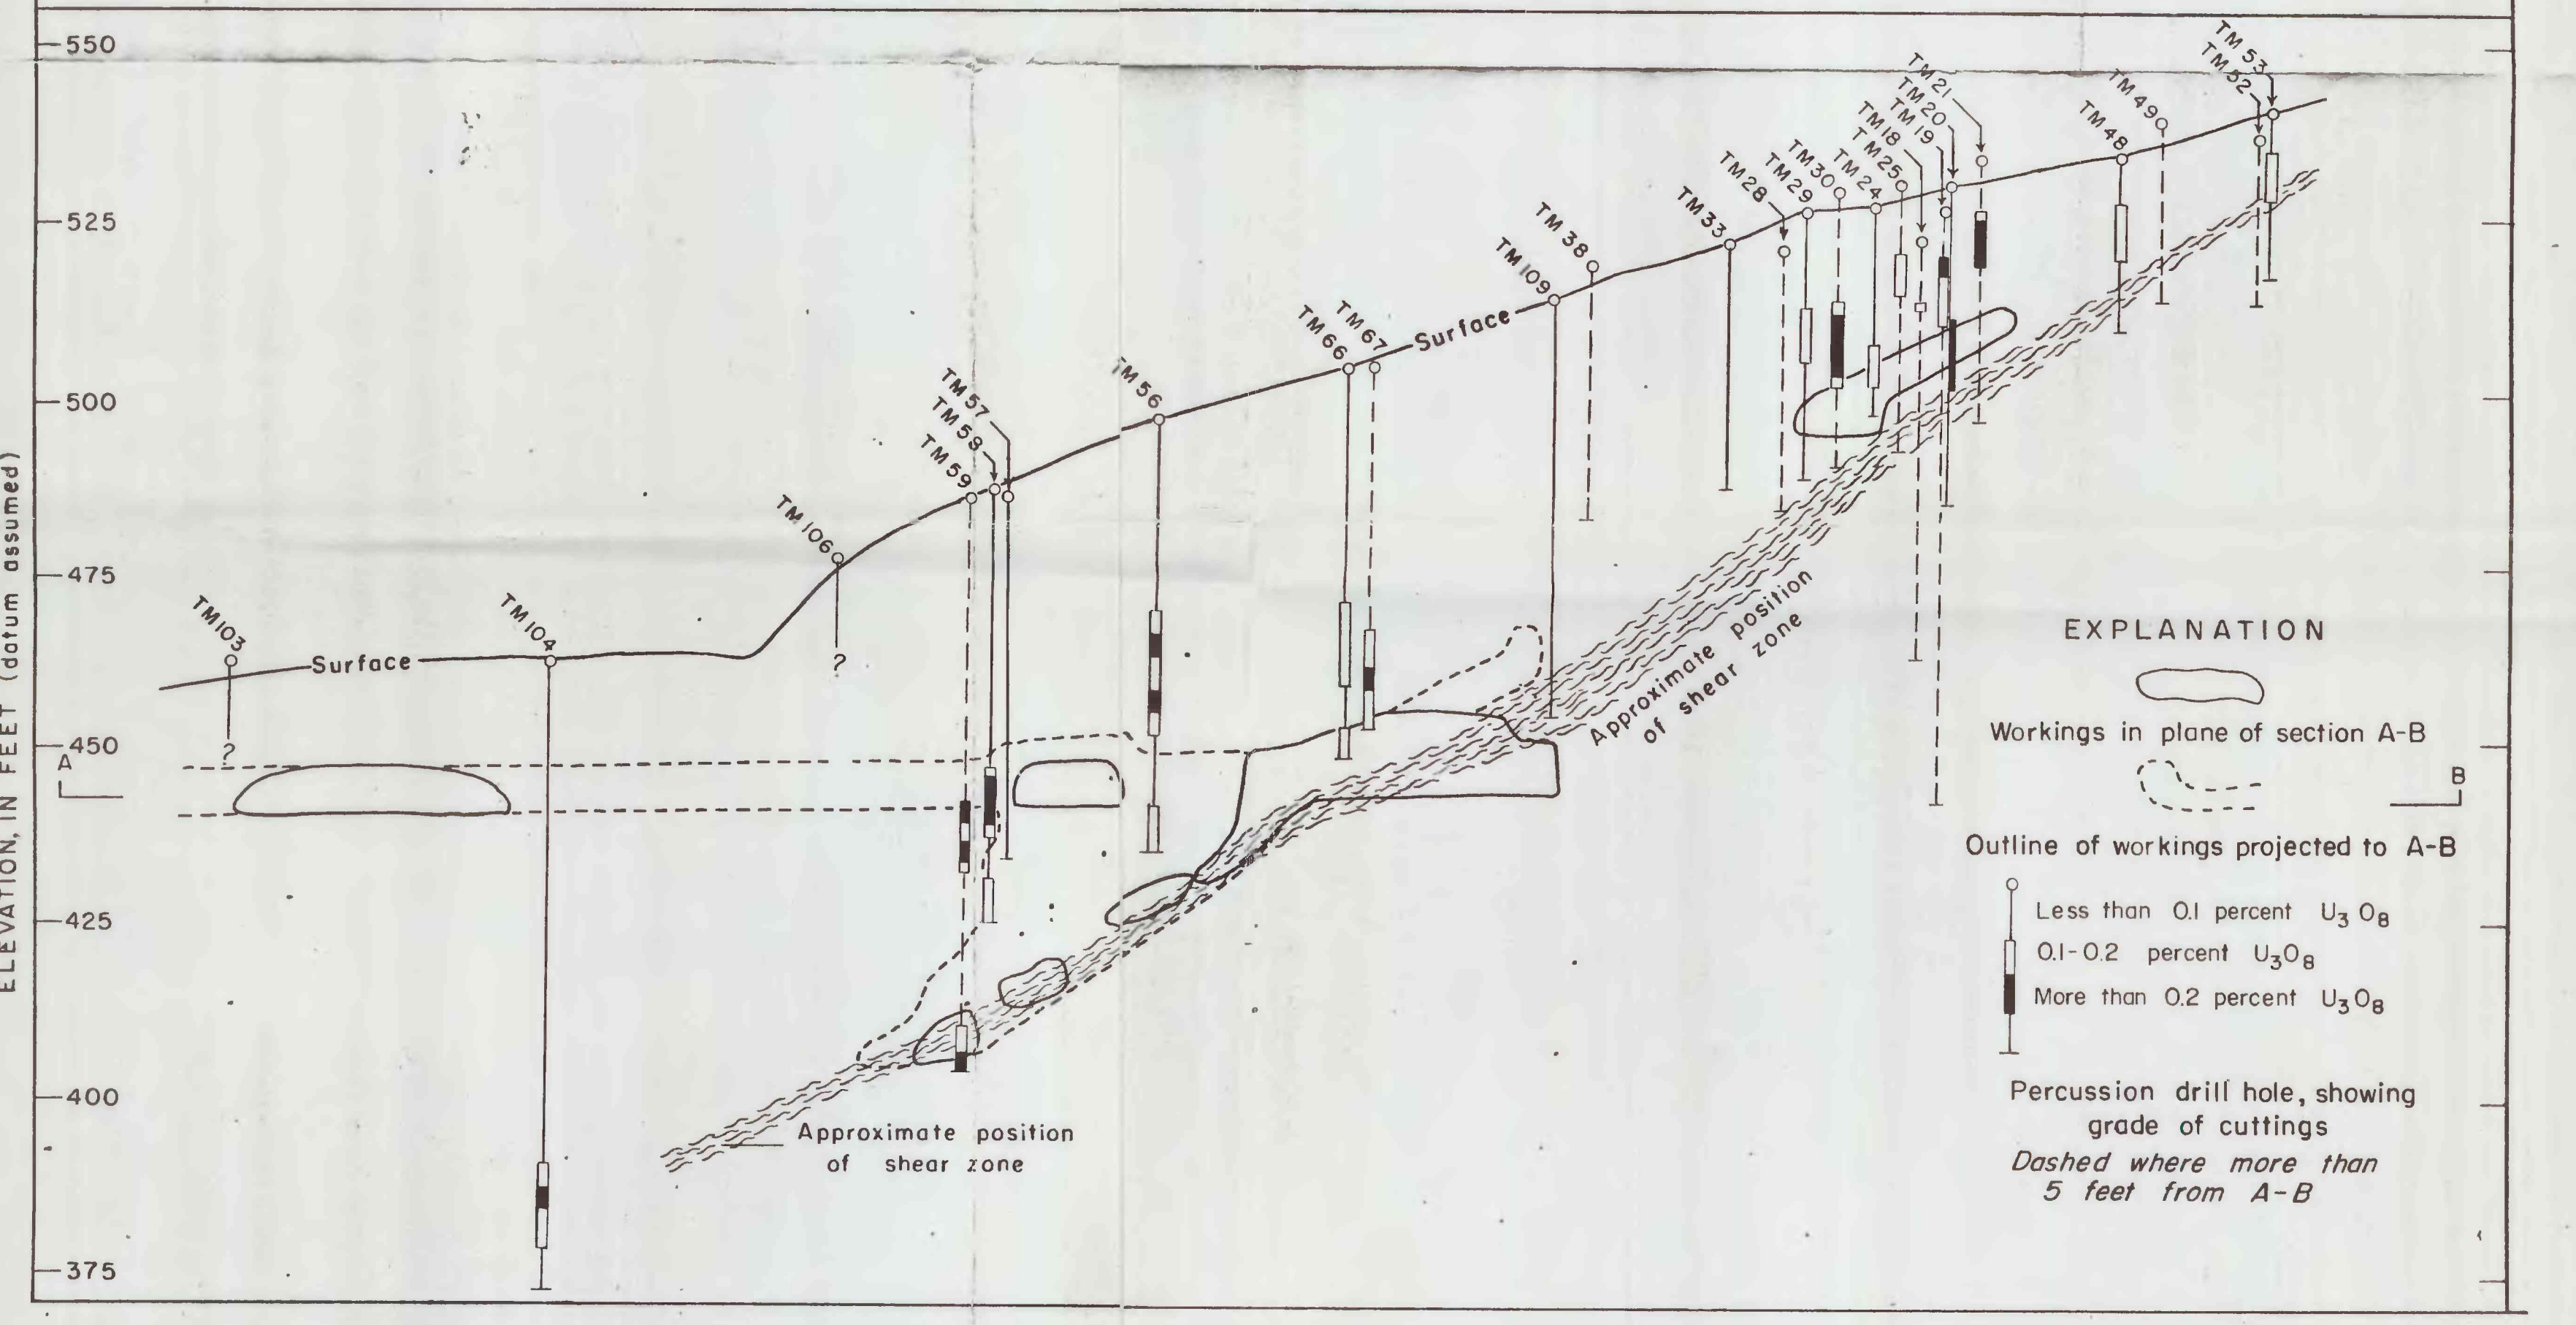 550
525
500
475
450
425
400
375
ELEVATION, IN FEET (datum assumed)
A
B
TM 103
TM 104
TM 106
TM 59
TM 58
TM 57
TM 56
TM 66
TM 67
TM 109
TM 38
TM 33
TM 28
TM 29
TM 30
TM 24
TM 25
TM 18
TM 19
TM 20
TM 21
TM 48
TM 49
TM 52
TM 53
Surface
Surface
?
?
Approximate position
of shear zone
Approximate position
of shear zone
EXPLANATION
Workings in plane of section A-B
Outline of workings projected to A-B
Less than 0.1 percent U3O8
0.1-0.2 percent U3O8
More than 0.2 percent U3O8
Percussion drill hole, showing
grade of cuttings
Dashed where more than
5 feet from A-B